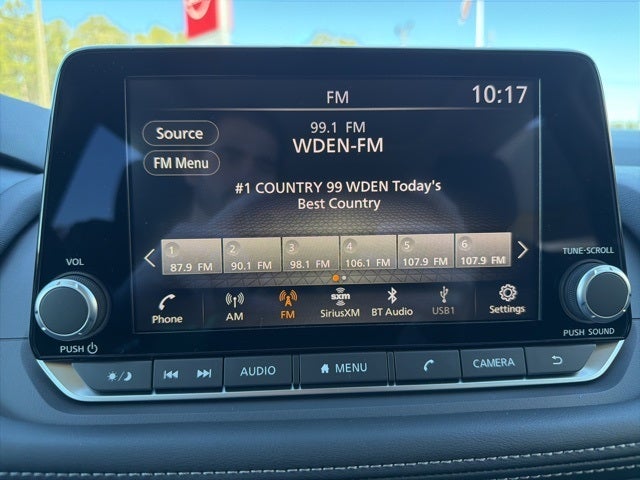 FM
10:17
Source
99.1 FM
WDEN-FM
FM Menu
#1 COUNTRY 99 WDEN Today's
Best Country
1 2 3 4 5 6
87.9 FM 90.1 FM 98.1 FM 106.1 FM 107.9 FM 107.9 FM
Phone AM FM sxm SiriusXM BT Audio USB1 Settings
VOL
PUSH
TUNE-SCROLL
PUSH SOUND
AUDIO MENU CAMERA